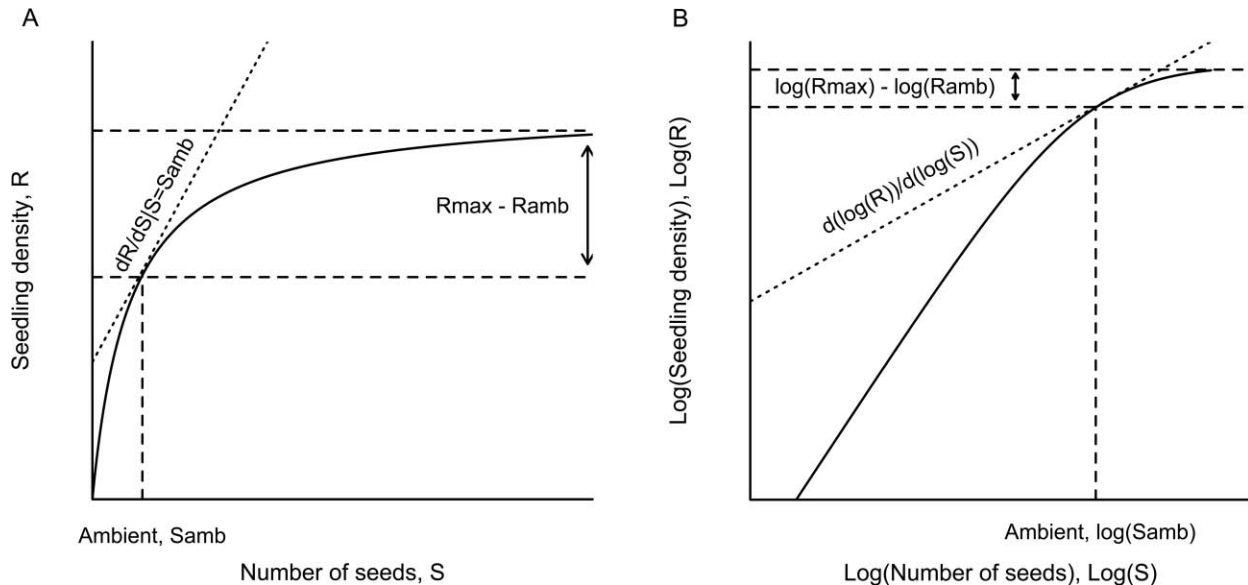 A
Seedling density, R
dR/dS|S=Samb
Rmax - Ramb
Ambient, Samb
Number of seeds, S
B
Log(Seedling density), Log(R)
log(Rmax) - log(Ramb)
d(log(R))/d(log(S))
Ambient, log(Samb)
Log(Number of seeds), Log(S)